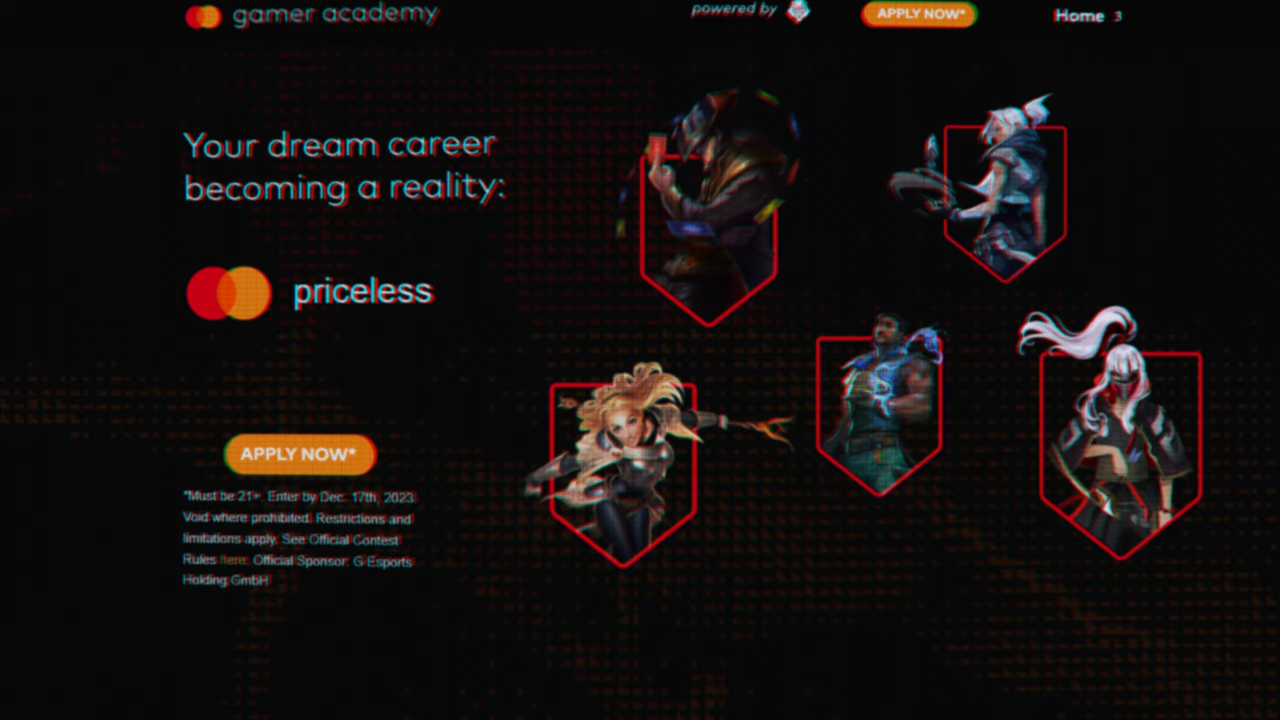 gamer academy
powered by
APPLY NOW*
Home
Your dream career
becoming a reality:
priceless
APPLY NOW*
*Must be 21+. Enter by Dec. 17th, 2023.
Void where prohibited. Restrictions and
limitations apply. See Official Contest
Rules here. Official Sponsor: G Esports
Holding GmbH